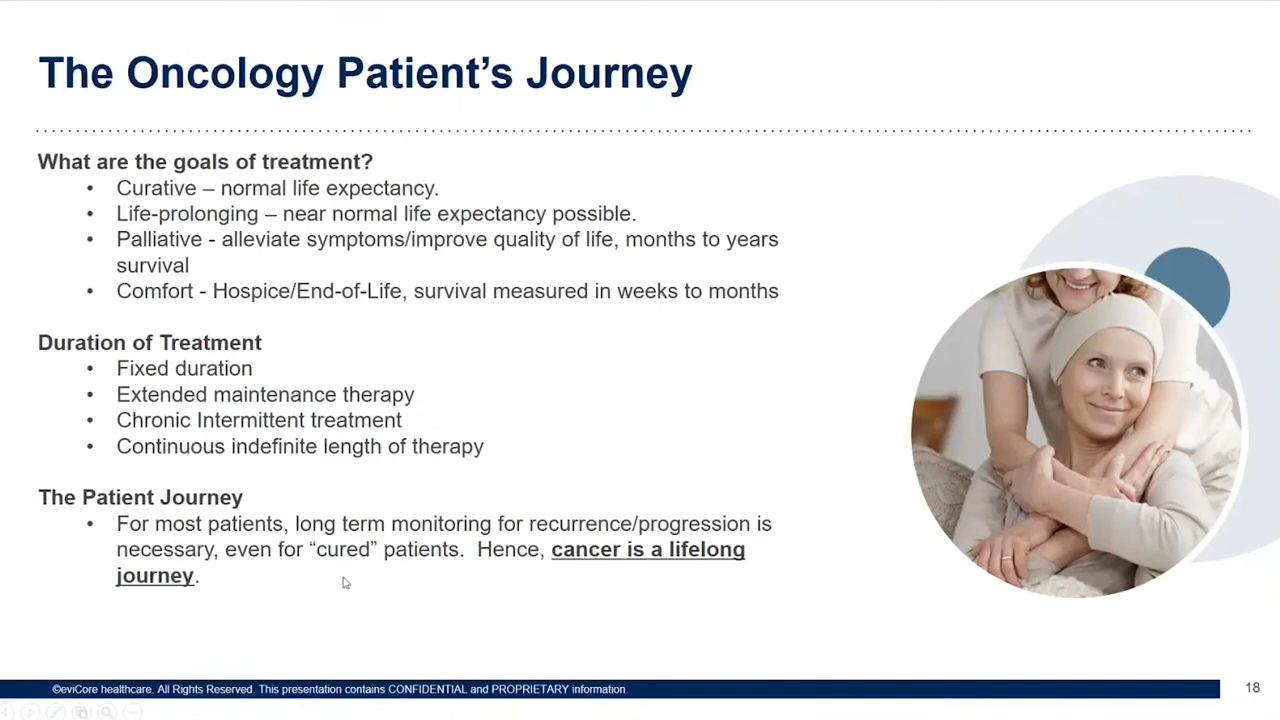 The Oncology Patient’s Journey
What are the goals of treatment?
• Curative – normal life expectancy.
• Life-prolonging – near normal life expectancy possible.
• Palliative - alleviate symptoms/improve quality of life, months to years
survival
• Comfort - Hospice/End-of-Life, survival measured in weeks to months
Duration of Treatment
• Fixed duration
• Extended maintenance therapy
• Chronic Intermittent treatment
• Continuous indefinite length of therapy
The Patient Journey
• For most patients, long term monitoring for recurrence/progression is
necessary, even for “cured” patients.  Hence, cancer is a lifelong
journey.
©eviCore healthcare. All Rights Reserved. This presentation contains CONFIDENTIAL and PROPRIETARY information.
18